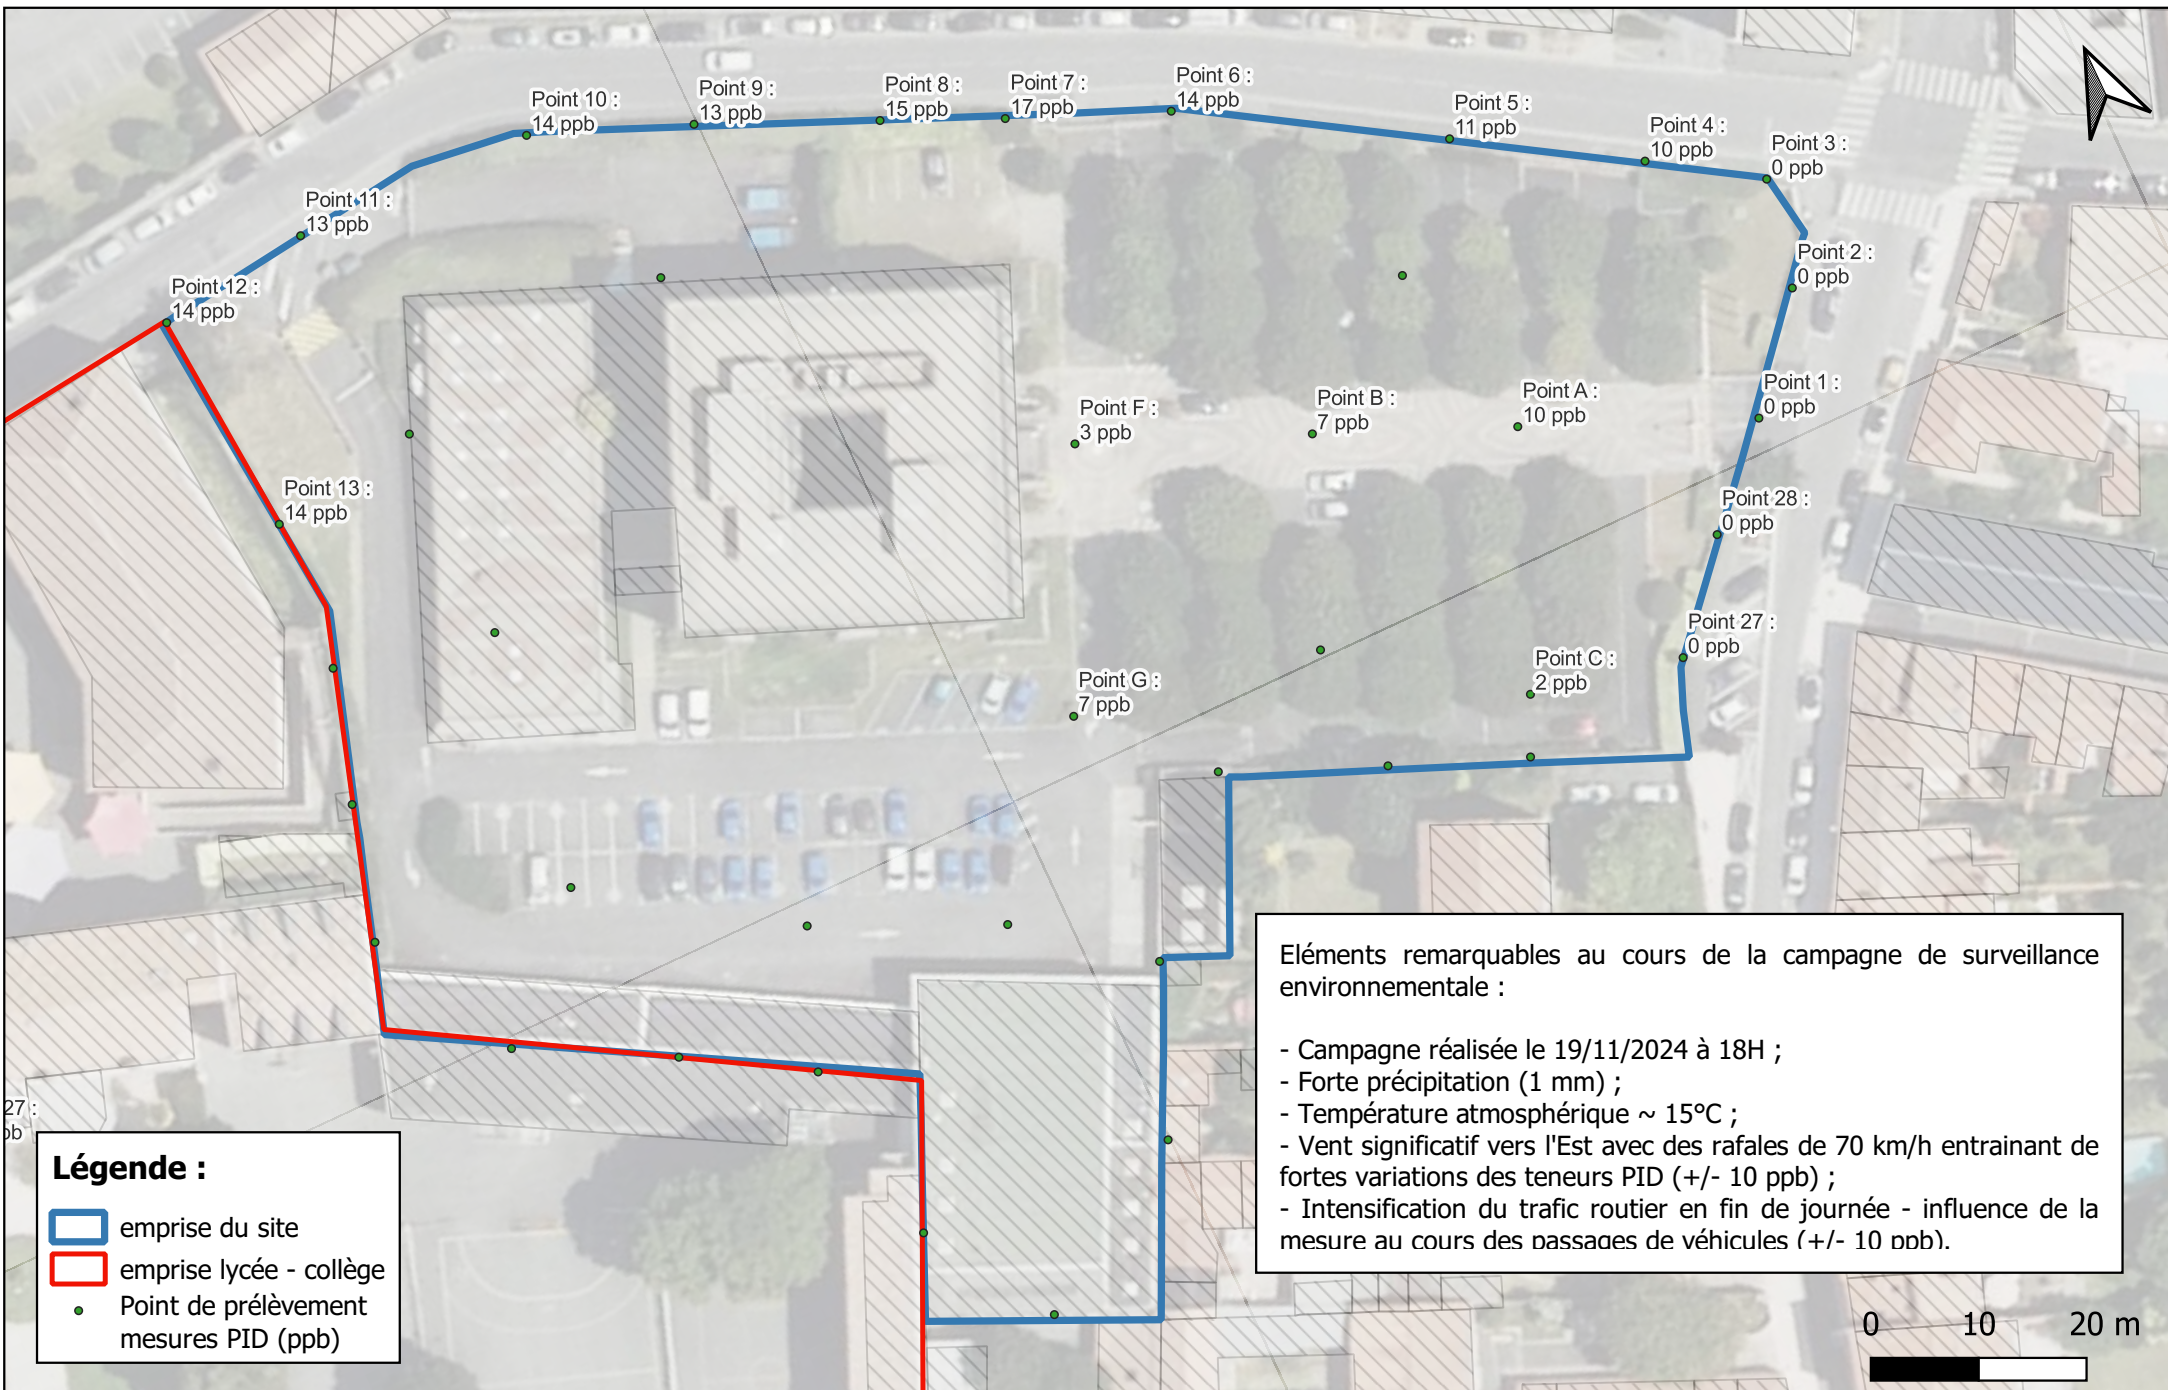 Point 6 :
14 ppb
Point 7 :
17 ppb
Point 8 :
15 ppb
Point 9 :
13 ppb
Point 10 :
14 ppb
Point 5 :
11 ppb
Point 4 :
10 ppb
Point 3 :
0 ppb
Point 11 :
13 ppb
Point 2 :
0 ppb
Point 12 :
14 ppb
Point 1 :
0 ppb
Point A :
10 ppb
Point B :
7 ppb
Point F :
3 ppb
Point 13 :
14 ppb
Point 28 :
0 ppb
Point 27 :
0 ppb
Point C :
2 ppb
Point G :
7 ppb
Eléments remarquables au cours de la campagne de surveillance
environnementale :
- Campagne réalisée le 19/11/2024 à 18H ;
- Forte précipitation (1 mm) ;
- Température atmosphérique ~ 15°C ;
- Vent significatif vers l'Est avec des rafales de 70 km/h entrainant de
fortes variations des teneurs PID (+/- 10 ppb) ;
- Intensification du trafic routier en fin de journée - influence de la
mesure au cours des passages de véhicules (+/- 10 ppb).
27 :
Légende :
emprise du site
emprise lycée - collège
Point de prélèvement
mesures PID (ppb)
0 10 20 m